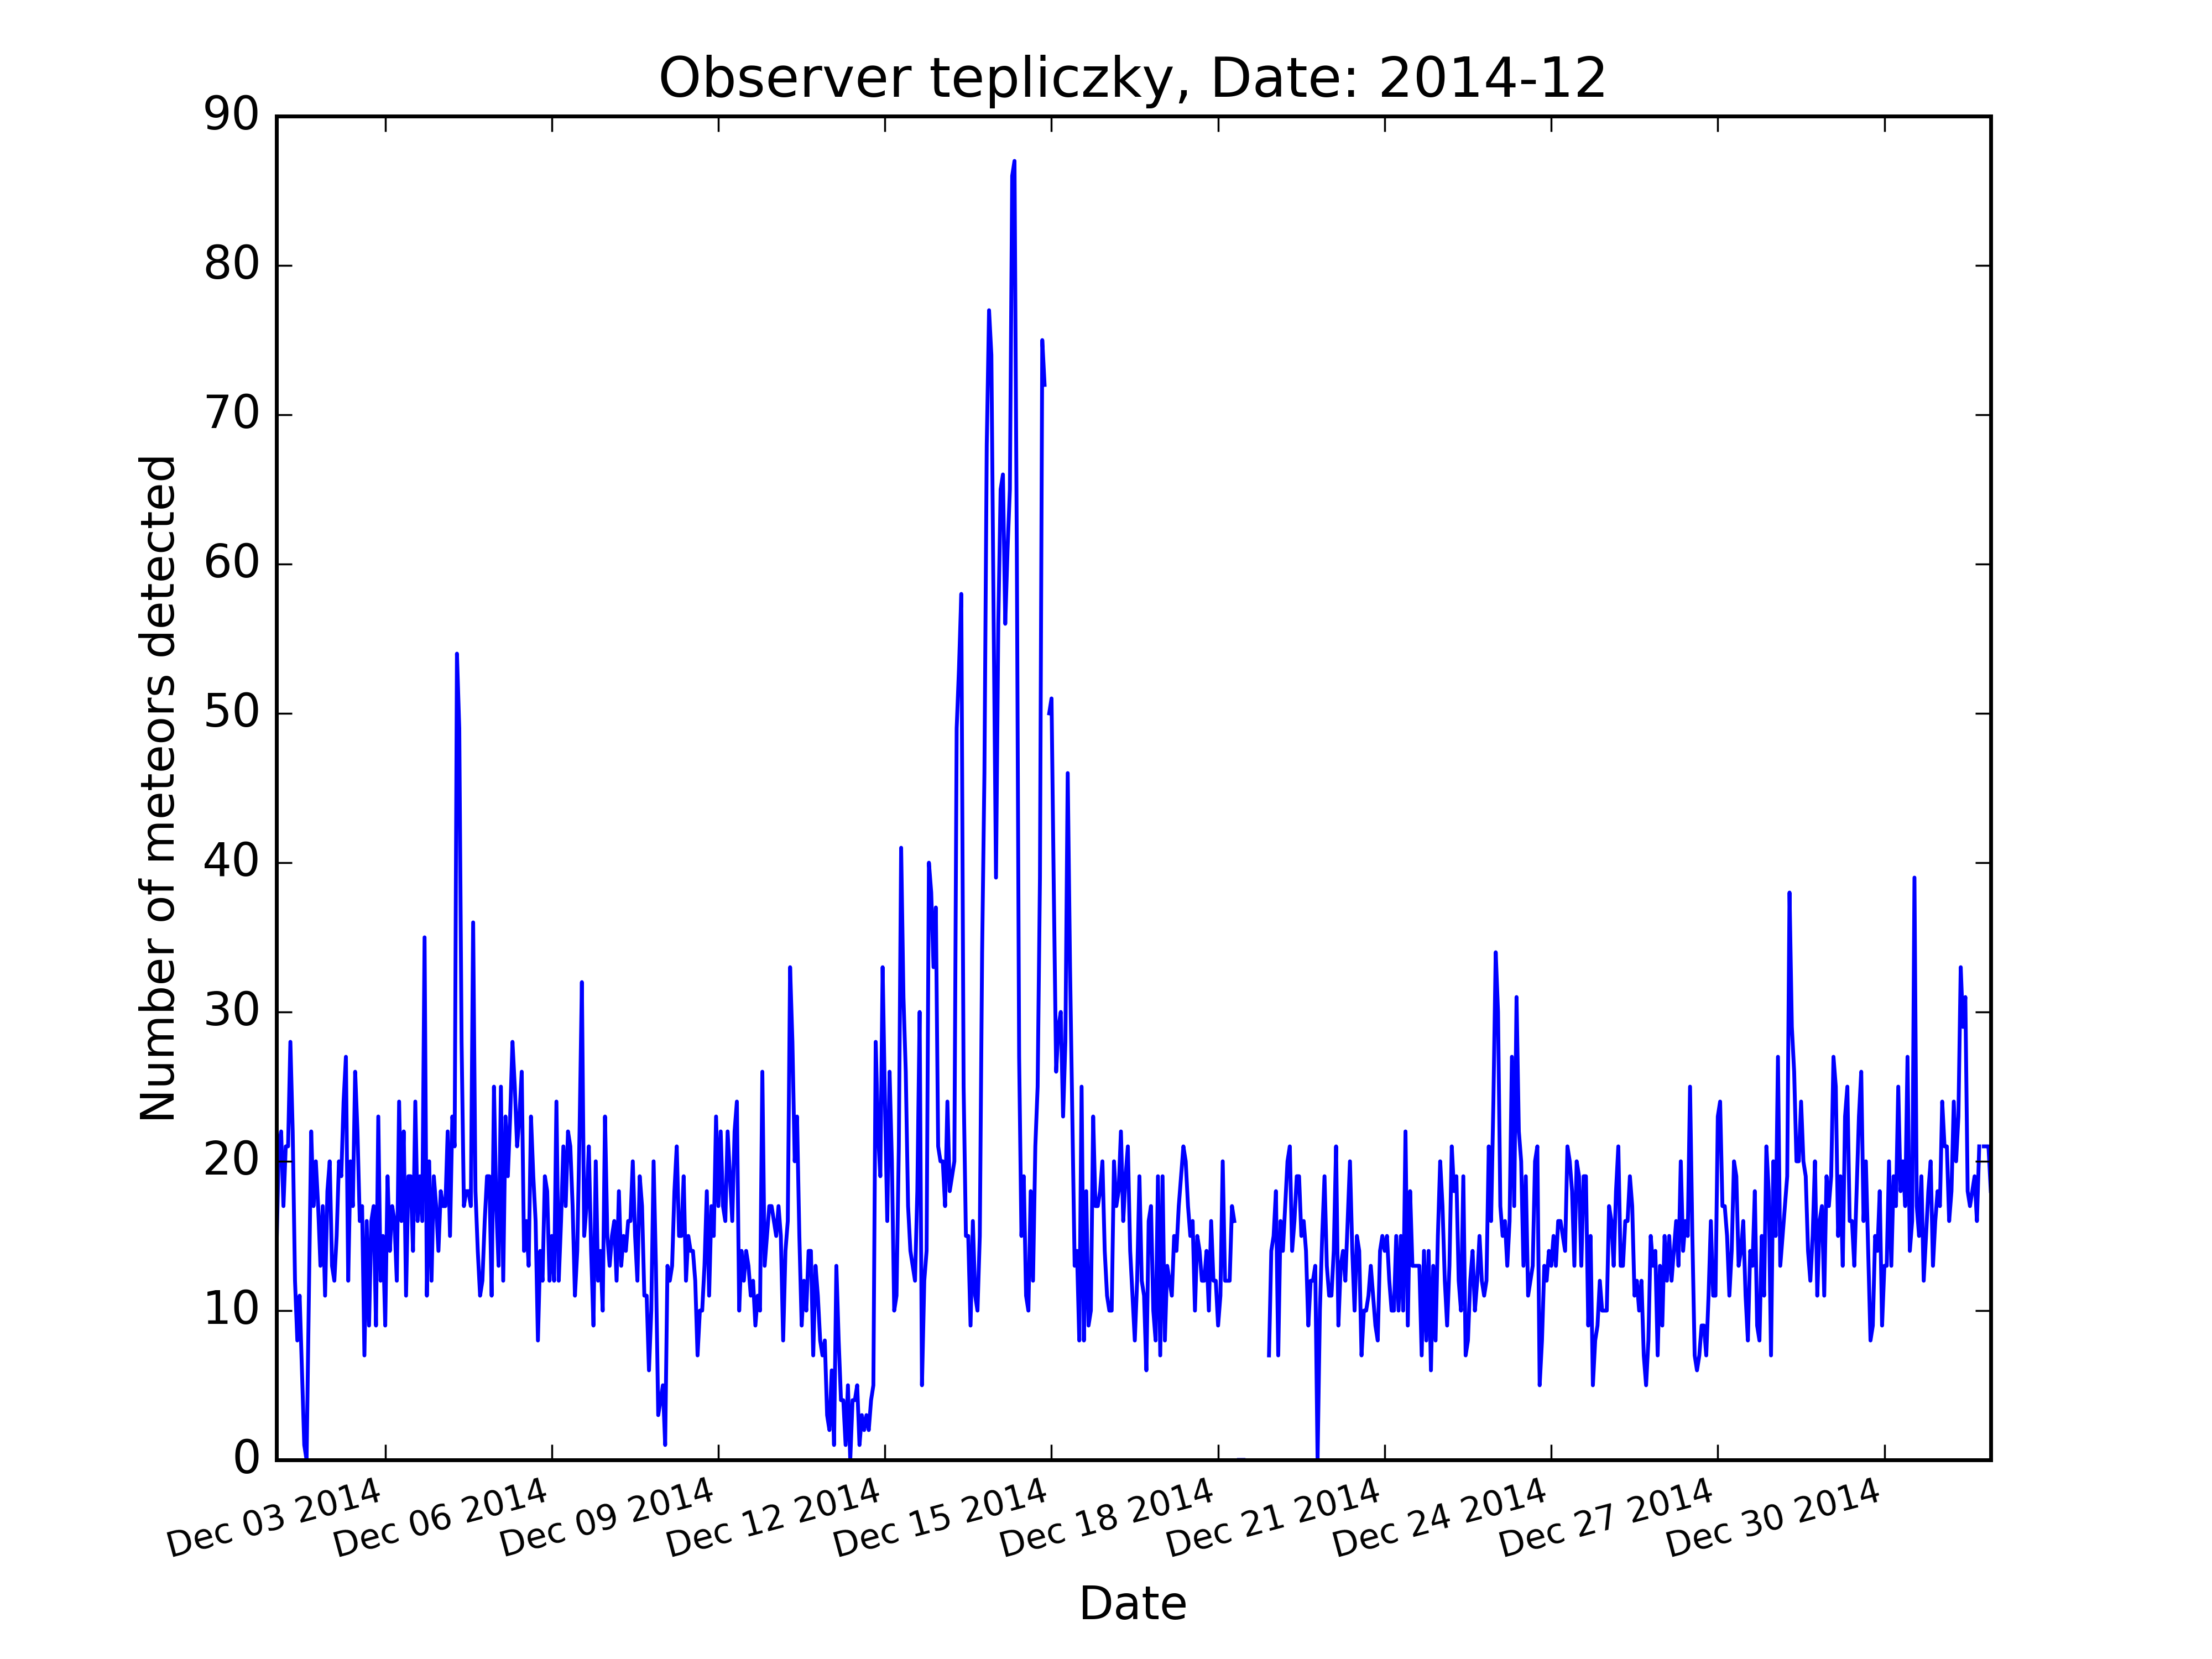 Observer tepliczky, Date: 2014-12
90
80
70
60
50
40
30
20
10
0
Number of meteors detected
Dec 03 2014
Dec 06 2014
Dec 09 2014
Dec 12 2014
Dec 15 2014
Dec 18 2014
Dec 21 2014
Dec 24 2014
Dec 27 2014
Dec 30 2014
Date